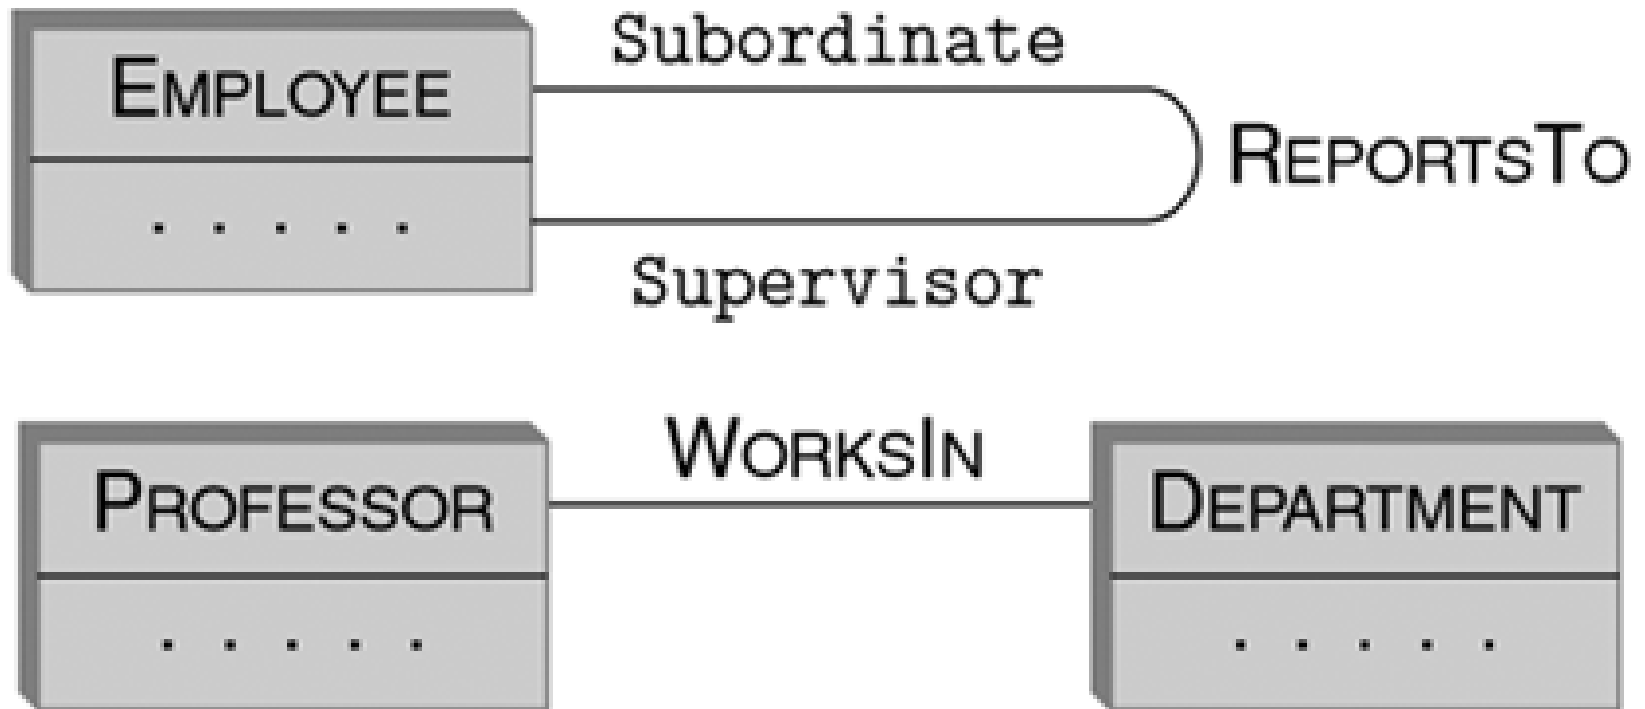 Subordinate
EMPLOYEE
REPORTSTO
. . . . .
Supervisor
WORKSIN
PROFESSOR
DEPARTMENT
. . . . .
. . . . .